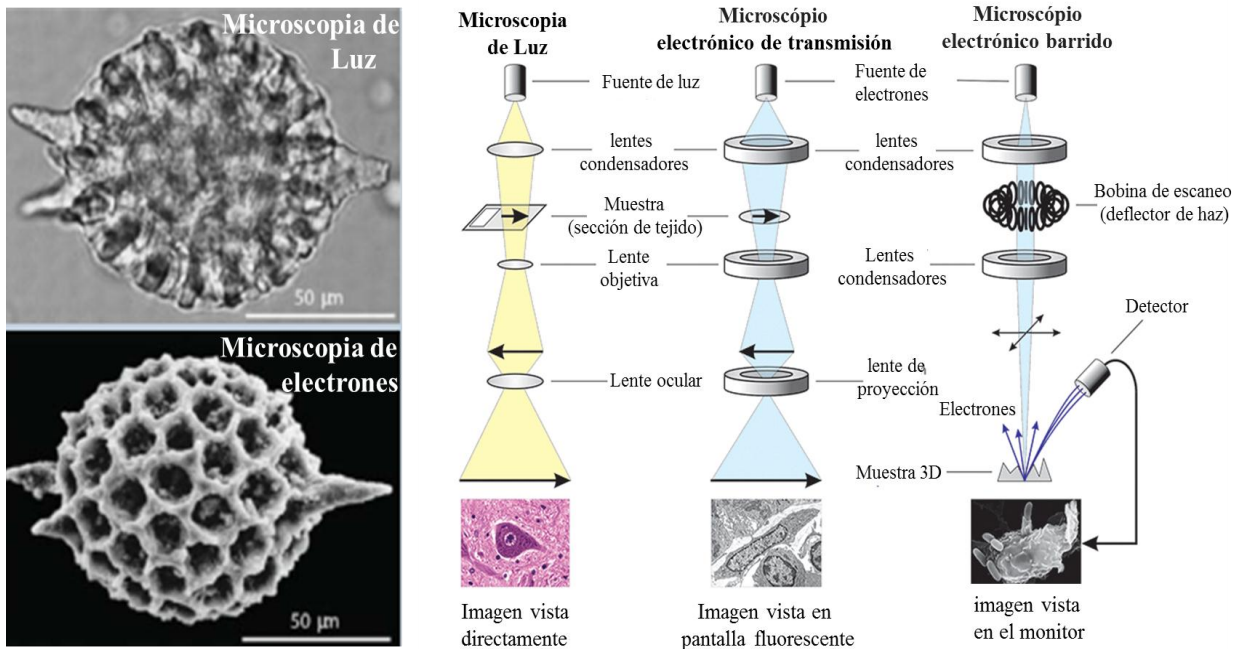 Microscopia de
Luz
50 μm
Microscopia de
electrones
50 μm
Microscopia
de Luz
Microscópio
electrónico de transmisión
Microscópio
electrónico barrido
Fuente de luz
Fuente de
electrones
lentes
condensadores
lentes
condensadores
Muestra
(sección de tejido)
Bobina de escaneo
(deflector de haz)
Lente
objetiva
Lentes
condensadores
Detector
Lente ocular
lente de
proyección
Electrones
Muestra 3D
Imagen vista
directamente
Imagen vista en
pantalla fluorescente
imagen vista
en el monitor